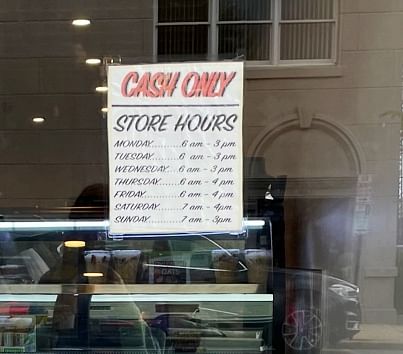 CASH ONLY
STORE HOURS
MONDAY.........6 am - 3 pm
TUESDAY........6 am - 3 pm
WEDNESDAY...6 am - 3 pm
THURSDAY......6 am - 4 pm
FRIDAY...........6 am - 4 pm
SATURDAY.......7 am - 4pm
SUNDAY..........7 am - 3pm